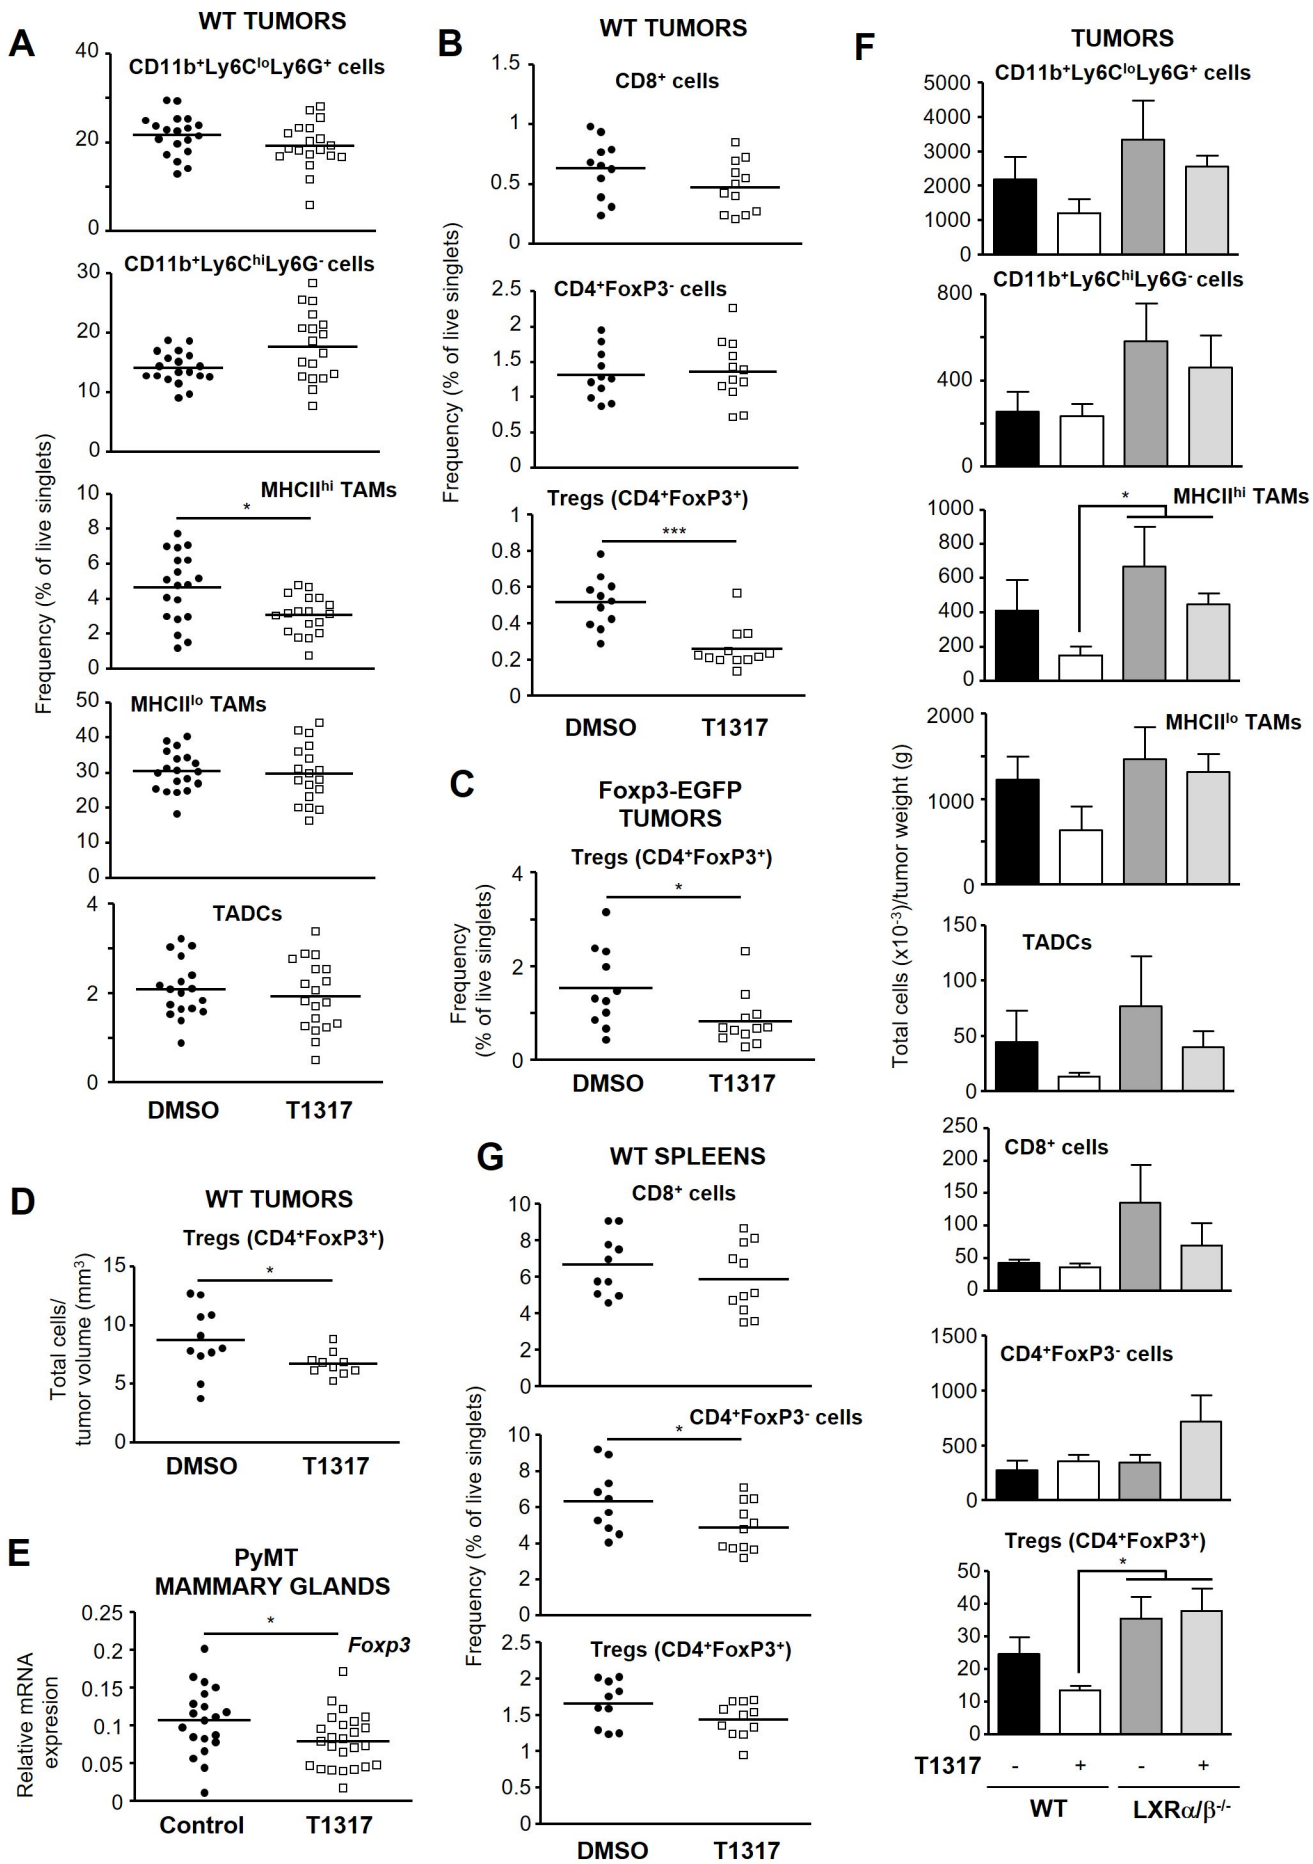 A
WT TUMORS
Frequency (% of live singlets)
CD11b⁺Ly6CˡᵒLy6G⁺ cells
40
20
0
CD11b⁺Ly6CʰⁱLy6G⁻ cells
30
20
10
0
MHCIIʰⁱ TAMs
*
10
8
6
4
2
0
MHCIIˡᵒ TAMs
50
40
30
20
10
0
TADCs
4
2
0
DMSO T1317
B
WT TUMORS
Frequency (% of live singlets)
CD8⁺ cells
1.5
1
0.5
0
CD4⁺FoxP3⁻ cells
2.5
2
1.5
1
0.5
0
Tregs (CD4⁺FoxP3⁺)
***
1
0.8
0.6
0.4
0.2
0
DMSO T1317
C
Foxp3-EGFP
TUMORS
Tregs (CD4⁺FoxP3⁺)
*
Frequency
(% of live singlets)
4
2
0
DMSO T1317
D
WT TUMORS
Tregs (CD4⁺FoxP3⁺)
*
Total cells/
tumor volume (mm³)
15
10
5
0
DMSO T1317
E
PyMT
MAMMARY GLANDS
*
Foxp3
Relative mRNA
expresion
0.25
0.2
0.15
0.1
0.05
0
Control T1317
F
TUMORS
Total cells (x10⁻³)/tumor weight (g)
CD11b⁺Ly6CˡᵒLy6G⁺ cells
5000
4000
3000
2000
1000
0
CD11b⁺Ly6CʰⁱLy6G⁻ cells
800
400
0
MHCIIʰⁱ TAMs
*
1000
800
600
400
200
0
MHCIIˡᵒ TAMs
2000
1000
0
TADCs
150
100
50
0
CD8⁺ cells
250
200
150
100
50
0
CD4⁺FoxP3⁻ cells
1500
1000
500
0
Tregs (CD4⁺FoxP3⁺)
*
50
40
30
20
10
0
T1317 - + - +
WT LXRα/β⁻/⁻
G
WT SPLEENS
Frequency (% of live singlets)
CD8⁺ cells
10
8
6
4
2
0
CD4⁺FoxP3⁻ cells
*
10
8
6
4
2
0
Tregs (CD4⁺FoxP3⁺)
2.5
2
1.5
1
0.5
0
DMSO T1317